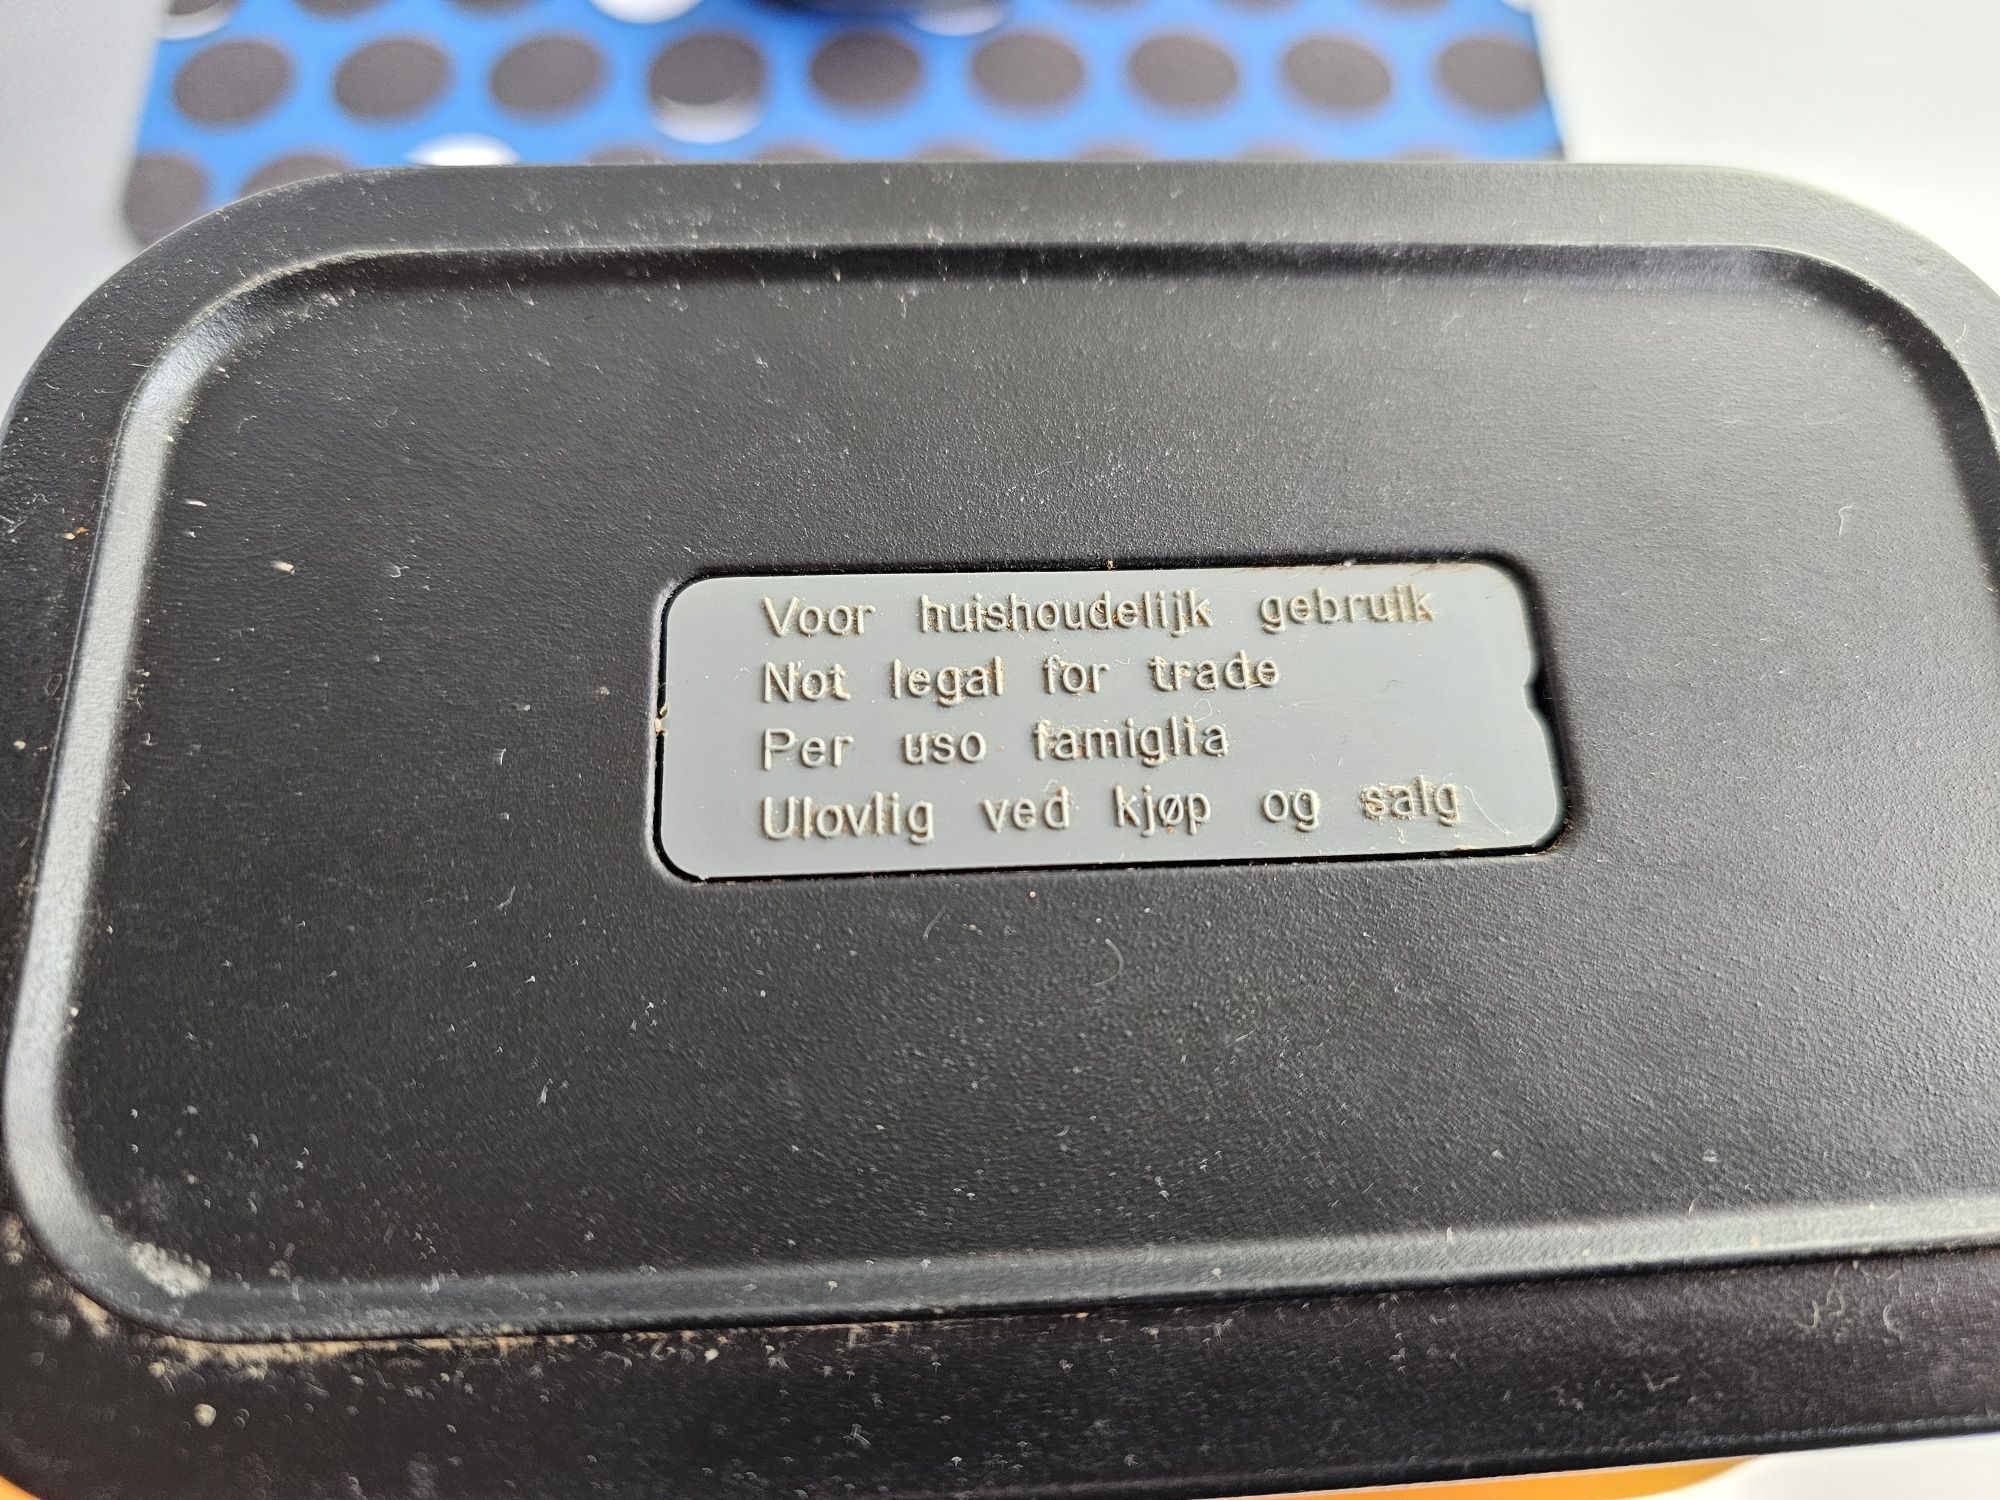 Voor huishoudelijk gebruik
Not legal for trade
Per uso famiglia
Ulovlig ved kjøp og salg